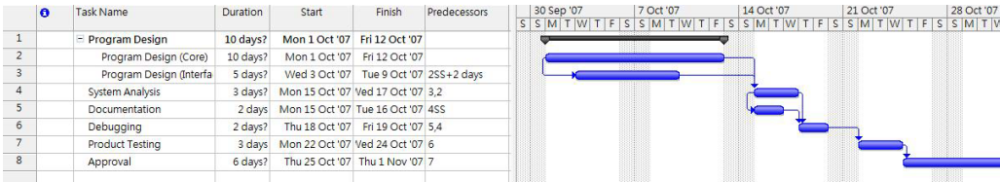 Task Name Duration Start Finish Predecessors 30 Sep '07 7 Oct '07 14 Oct '07 21 Oct '07 28 Oct '07
S S M T W T F S S M T W T F S S M T W T F S S M T W T F S S M T W
1 Program Design 10 days? Mon 1 Oct '07 Fri 12 Oct '07
2 Program Design (Core) 10 days? Mon 1 Oct '07 Fri 12 Oct '07
3 Program Design (Interfa 5 days? Wed 3 Oct '07 Tue 9 Oct '07 2SS+2 days
4 System Analysis 3 days? Mon 15 Oct '07 Ved 17 Oct '07 3,2
5 Documentation 2 days Mon 15 Oct '07 Tue 16 Oct '07 4SS
6 Debugging 2 days? Thu 18 Oct '07 Fri 19 Oct '07 5,4
7 Product Testing 3 days Mon 22 Oct '07 Ved 24 Oct '07 6
8 Approval 6 days? Thu 25 Oct '07 Thu 1 Nov '07 7